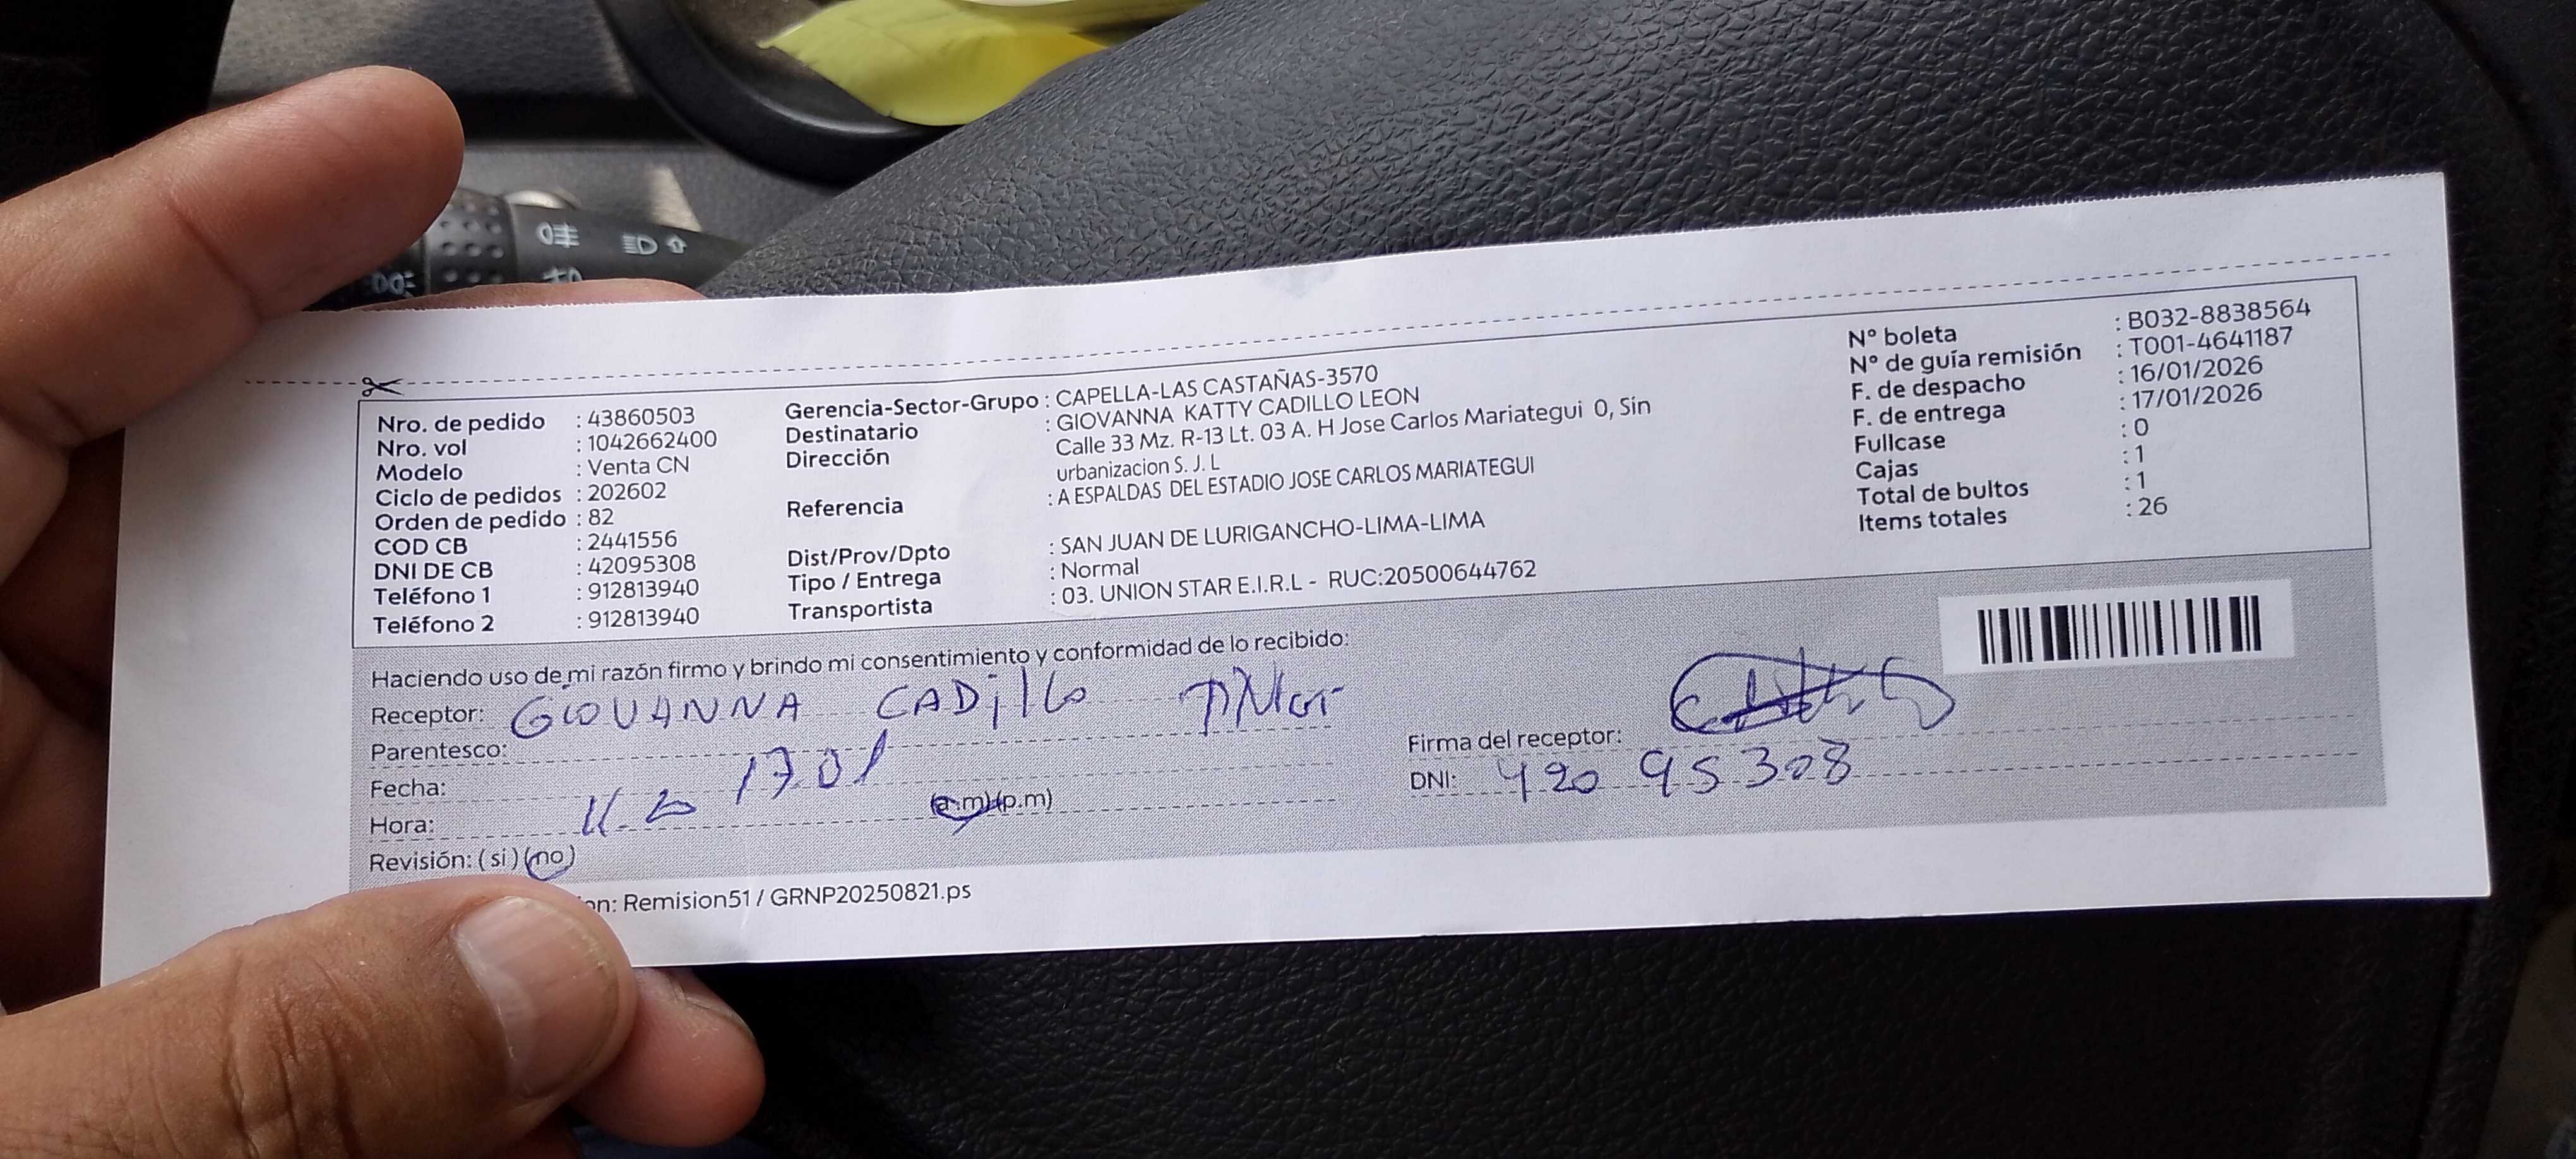 Nro. de pedido : 43860503
Nro. vol : 1042662400
Modelo : Venta CN
Ciclo de pedidos : 202602
Orden de pedido : 82
COD CB : 2441556
DNI DE CB : 42095308
Teléfono 1 : 912813940
Teléfono 2 : 912813940
Gerencia-Sector-Grupo : CAPELLA-LAS CASTAÑAS-3570
Destinatario : GIOVANNA KATTY CADILLO LEON
Dirección Calle 33 Mz. R-13 Lt. 03 A. H Jose Carlos Mariategui 0, Sin
urbanizacion S. J. L
Referencia : A ESPALDAS DEL ESTADIO JOSE CARLOS MARIATEGUI
Dist/Prov/Dpto : SAN JUAN DE LURIGANCHO-LIMA-LIMA
Tipo / Entrega : Normal
Transportista : 03. UNION STAR E.I.R.L - RUC:20500644762
N° boleta : B032-8838564
N° de guía remisión : T001-4641187
F. de despacho : 16/01/2026
F. de entrega : 17/01/2026
Fullcase : 0
Cajas : 1
Total de bultos : 1
Items totales : 26
Haciendo uso de mi razón firmo y brindo mi consentimiento y conformidad de lo recibido:
Receptor: GIOVANNA CADillo
Parentesco:
Fecha: 17.01
Hora: (a.m)(p.m)
Revisión: (si) (no)
Firma del receptor:
DNI: 42095308
on: Remision51 / GRNP20250821.ps